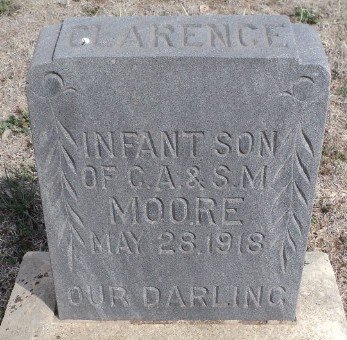 CLARENCE
INFANT SON
OF C.A. & S.M
MOORE
MAY 28, 1918
OUR DARLING